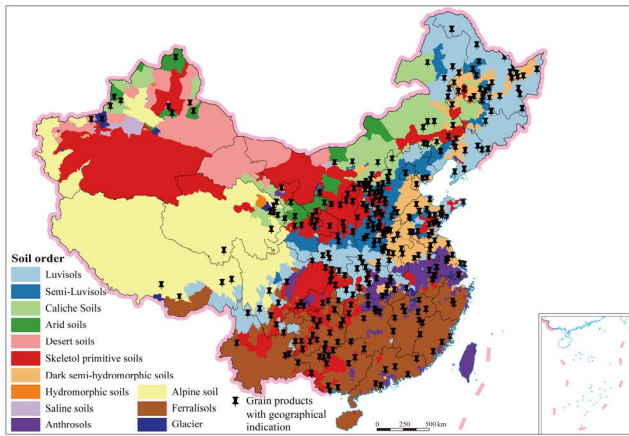 Soil order
Luvisols
Semi-Luvisols
Caliche Soils
Arid soils
Desert soils
Skeletol primitive soils
Dark semi-hydromorphic soils
Hydromorphic soils
Saline soils
Anthrosols
Alpine soil
Ferralisols
Glacier
Grain products
with geographical
indication
0 250 500 km